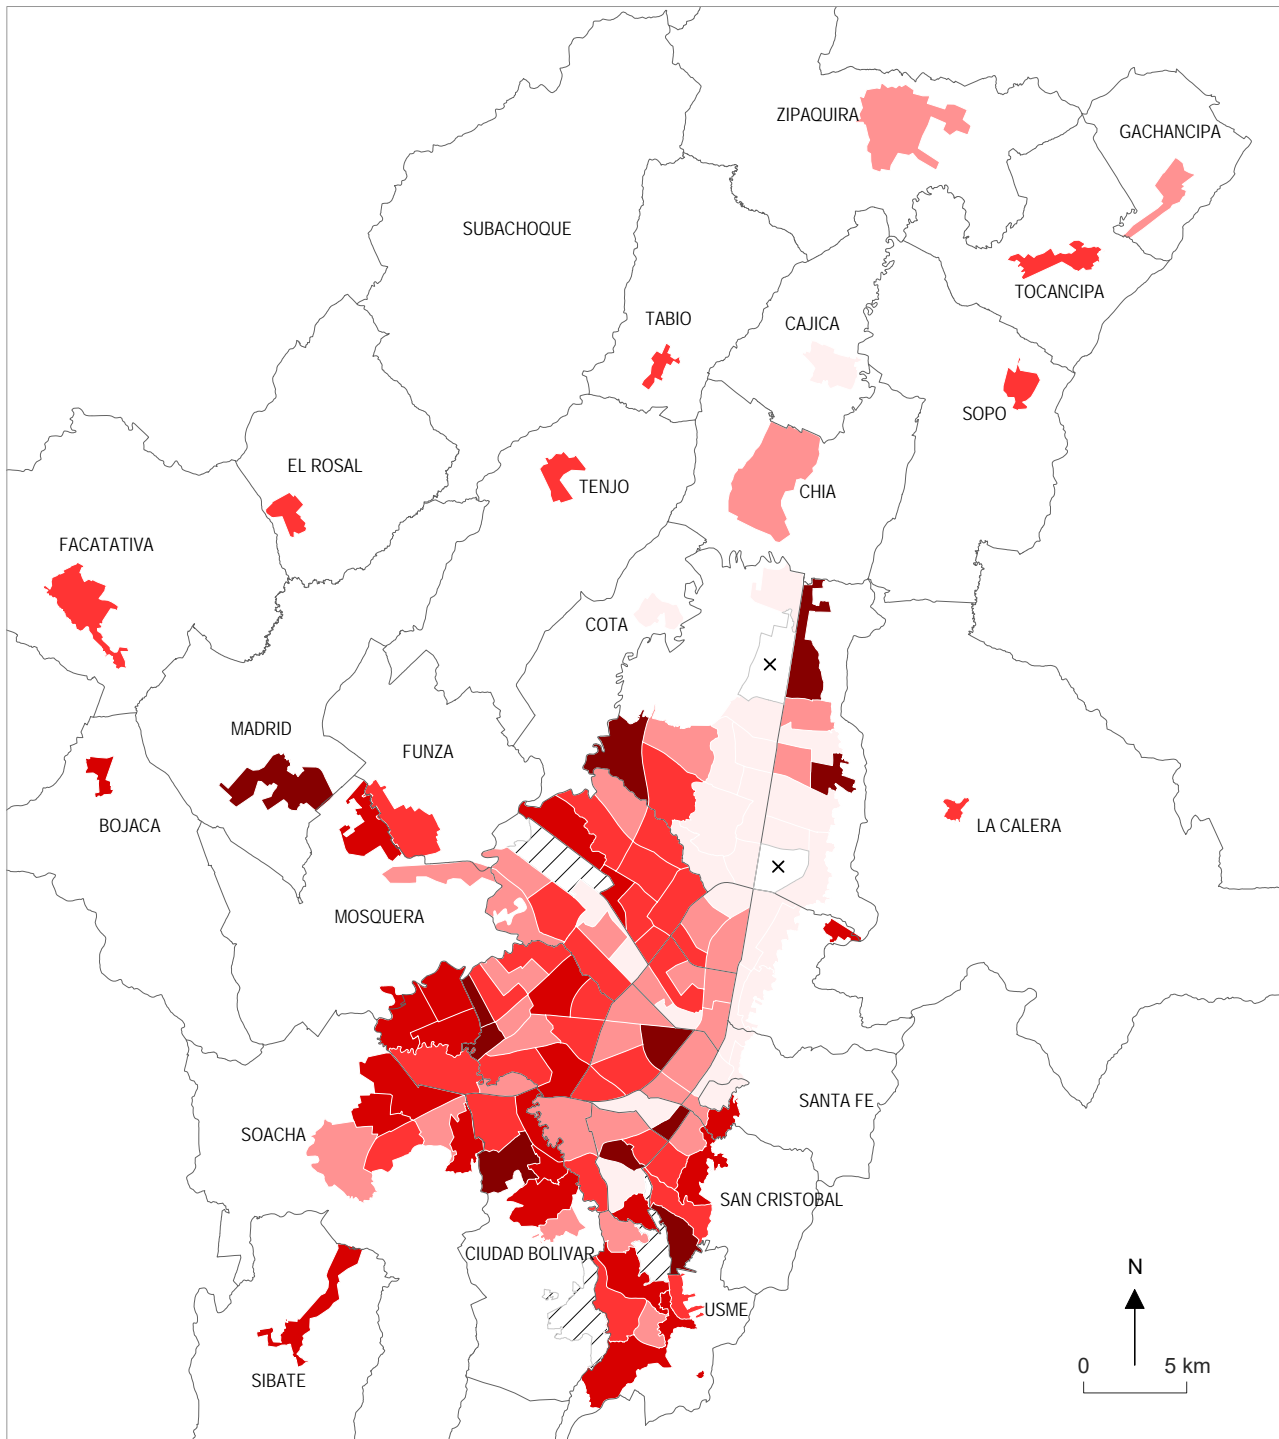 ZIPAQUIRA
GACHANCIPA
SUBACHOQUE
TOCANCIPA
TABIO
CAJICA
SOPO
EL ROSAL
TENJO
CHIA
FACATATIVA
COTA
MADRID
FUNZA
BOJACA
LA CALERA
MOSQUERA
SANTA FE
SOACHA
SAN CRISTOBAL
CIUDAD BOLIVAR
N
USME
0 5 km
SIBATE